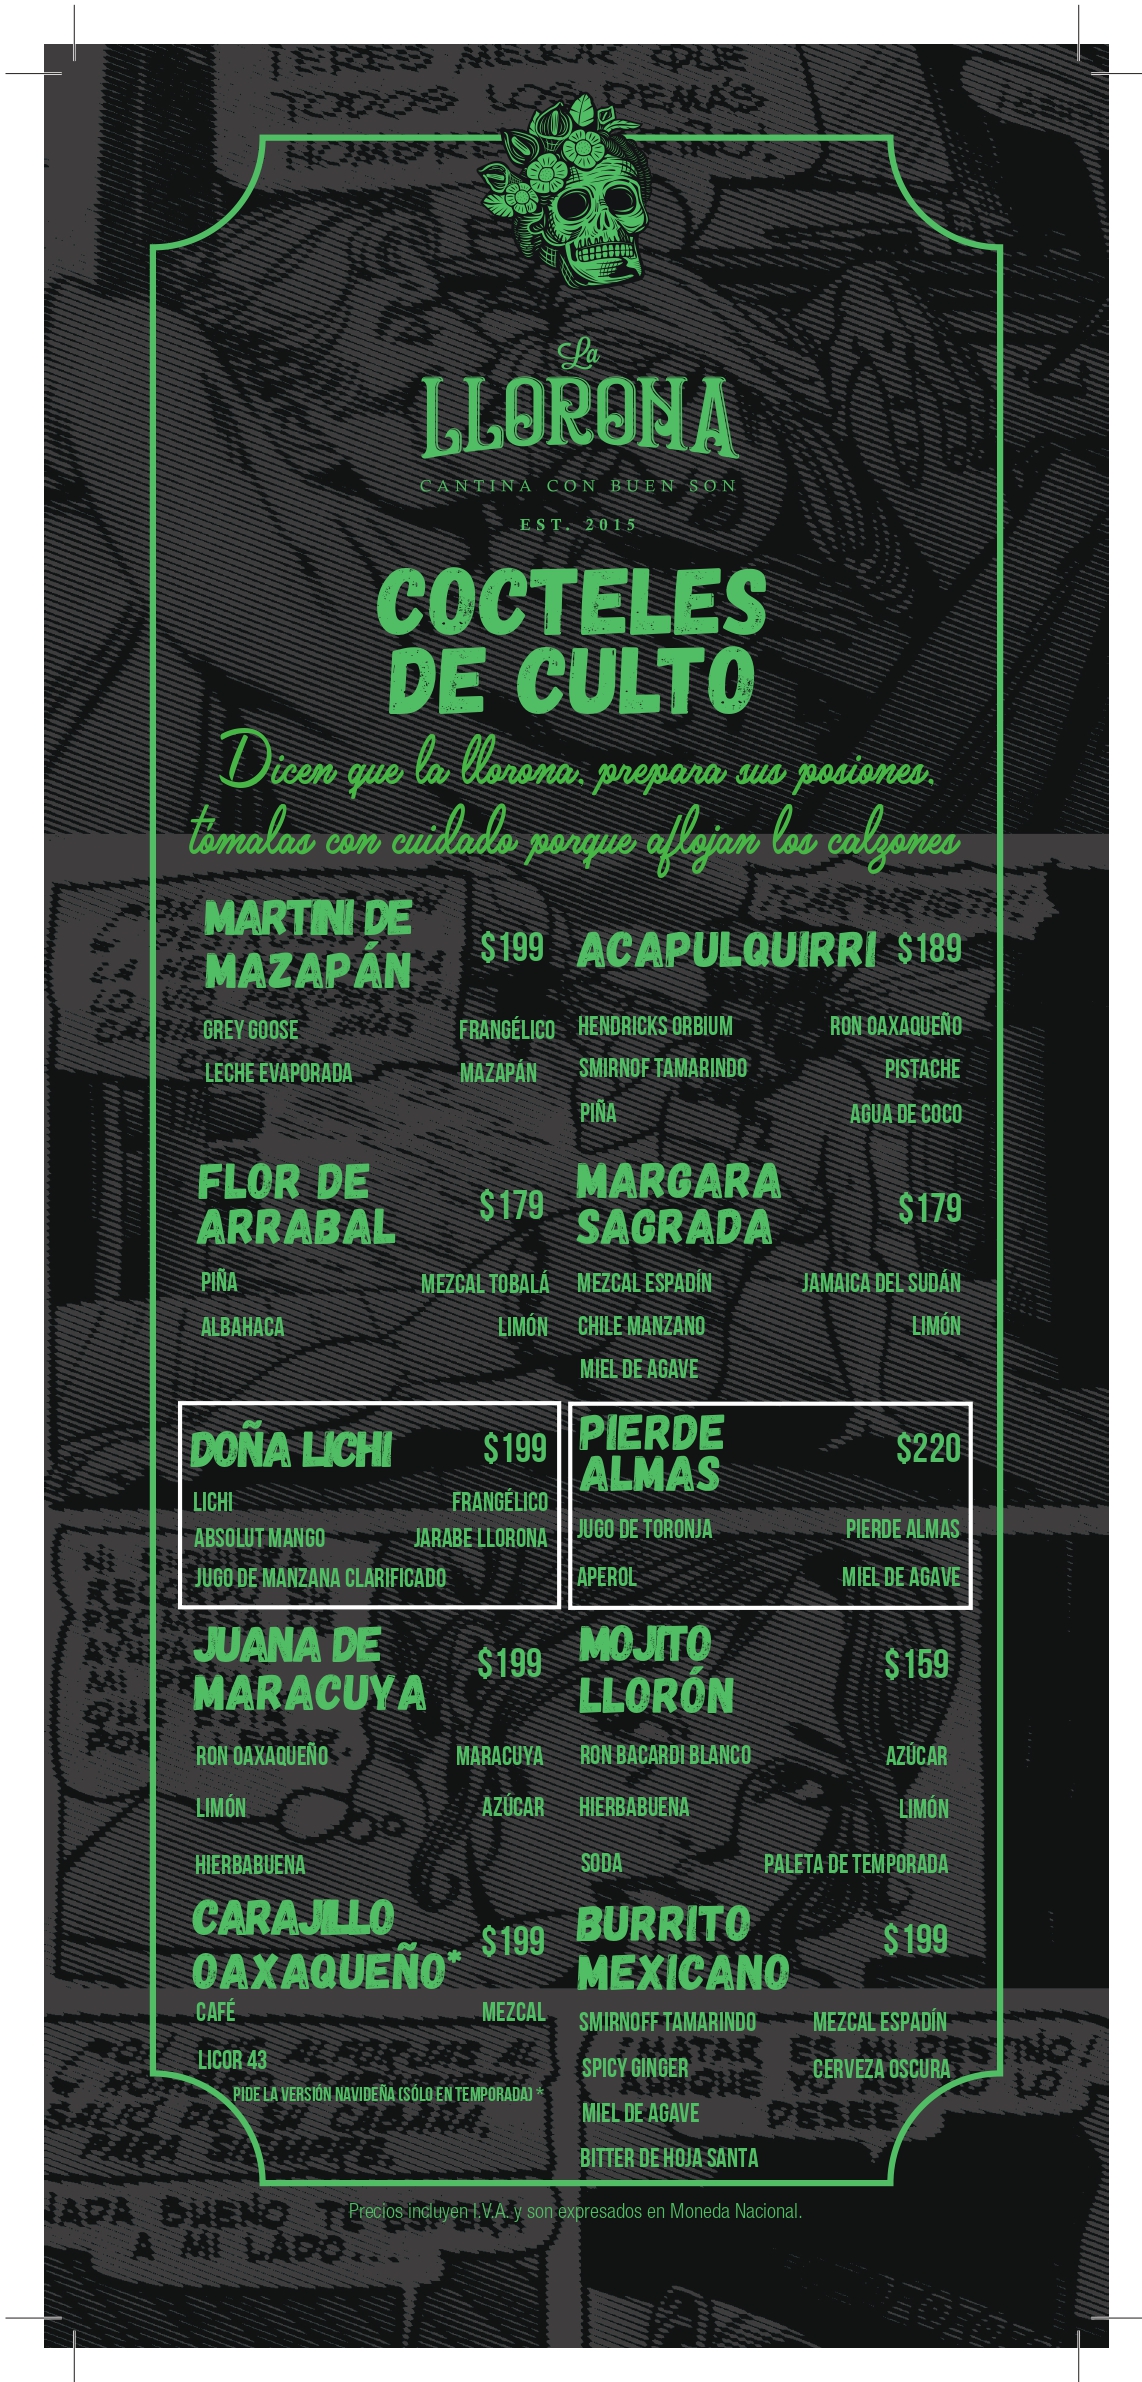 La
LLORONA
CANTINA CON BUEN SON
EST. 2015
COCTELES
DE CULTO
Dicen que la llorona, prepara sus posiones,
tómalas con cuidado porque aflojan los calzones
MARTINI DE
MAZAPÁN
$199
GREY GOOSE FRANGÉLICO
LECHE EVAPORADA MAZAPÁN
ACAPULQUIRRI $189
HENDRICKS ORBIUM RON OAXAQUEÑO
SMIRNOF TAMARINDO PISTACHE
PIÑA AGUA DE COCO
FLOR DE
ARRABAL
$179
PIÑA MEZCAL TOBALÁ
ALBAHACA LIMÓN
MARGARA
SAGRADA
$179
MEZCAL ESPADÍN JAMAICA DEL SUDÁN
CHILE MANZANO LIMÓN
MIEL DE AGAVE
DOÑA LICHI $199
LICHI FRANGÉLICO
ABSOLUT MANGO JARABE LLORONA
JUGO DE MANZANA CLARIFICADO
PIERDE
ALMAS
$220
JUGO DE TORONJA PIERDE ALMAS
APEROL MIEL DE AGAVE
JUANA DE
MARACUYA
$199
RON OAXAQUEÑO MARACUYA
LIMÓN AZÚCAR
HIERBABUENA
MOJITO
LLORÓN
$159
RON BACARDI BLANCO AZÚCAR
HIERBABUENA LIMÓN
SODA PALETA DE TEMPORADA
CARAJILLO
OAXAQUEÑO*
$199
CAFÉ MEZCAL
LICOR 43
PIDE LA VERSIÓN NAVIDEÑA (SÓLO EN TEMPORADA) *
BURRITO
MEXICANO
$199
SMIRNOFF TAMARINDO MEZCAL ESPADÍN
SPICY GINGER CERVEZA OSCURA
MIEL DE AGAVE
BITTER DE HOJA SANTA
Precios incluyen I.V.A. y son expresados en Moneda Nacional.